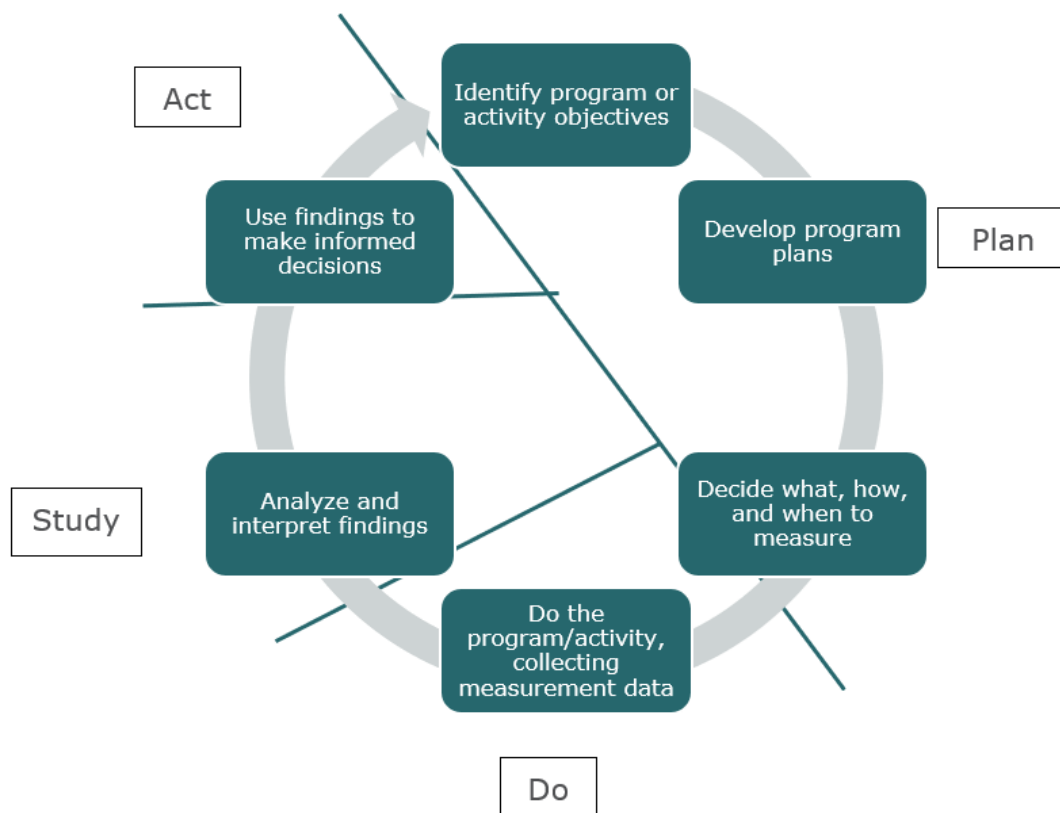 Act
Identify program or
activity objectives
Use findings to
make informed
decisions
Develop program
plans
Plan
Study
Analyze and
interpret findings
Decide what, how,
and when to
measure
Do the
program/activity,
collecting
measurement data
Do